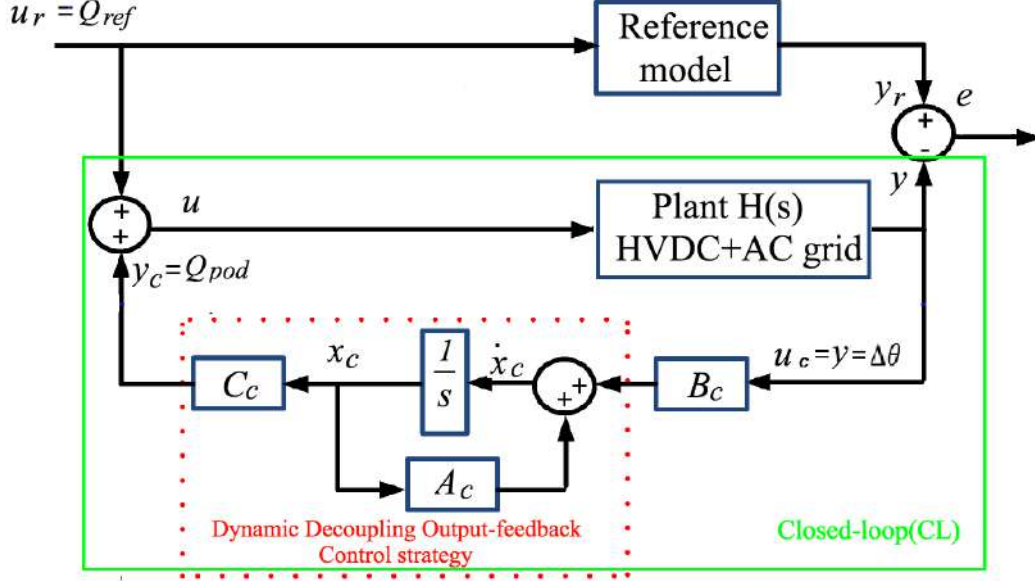 u_r = Q_ref
Reference
model
y_r
e
+
-
y
+
+
u
Plant H(s)
HVDC+AC grid
y_c = Q_pod
u_c = y = Δθ
C_c
x_c
1
s
ẋ_c
+
+
B_c
A_c
Dynamic Decoupling Output-feedback
Control strategy
Closed-loop(CL)